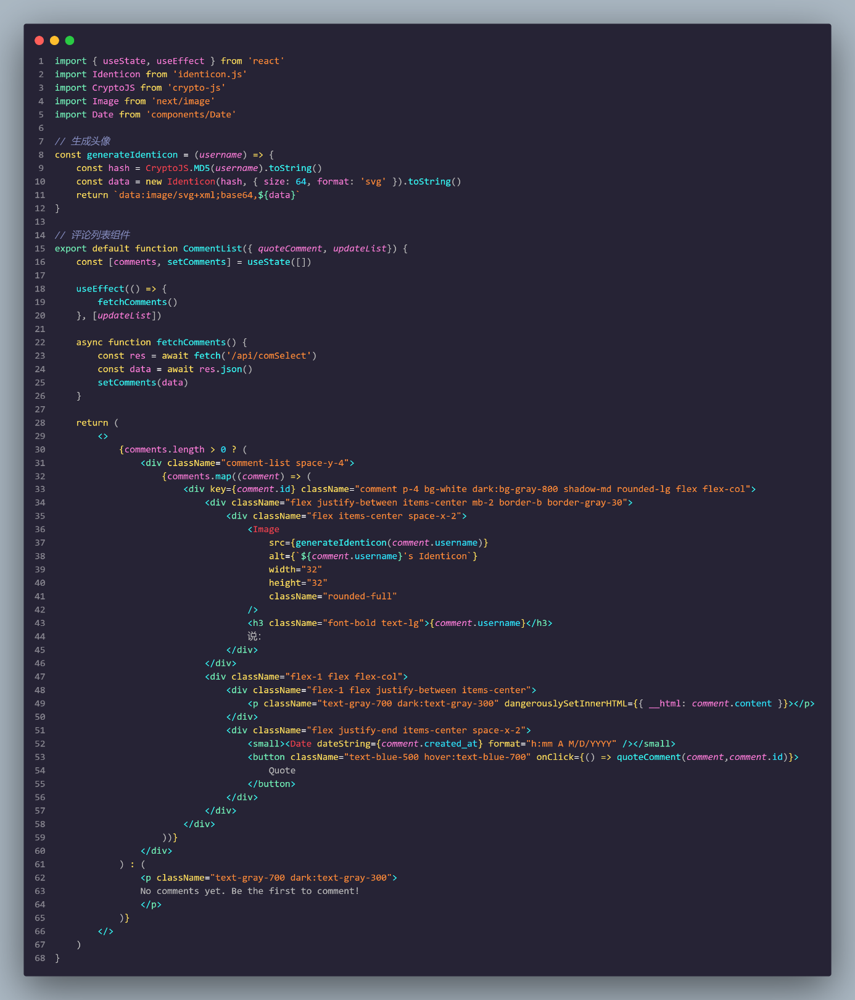 1 import { useState, useEffect } from 'react'
2 import Identicon from 'identicon.js'
3 import CryptoJS from 'crypto-js'
4 import Image from 'next/image'
5 import Date from 'components/Date'
6
7 // 生成头像
8 const generateIdenticon = (username) => {
9     const hash = CryptoJS.MD5(username).toString()
10     const data = new Identicon(hash, { size: 64, format: 'svg' }).toString()
11     return `data:image/svg+xml;base64,${data}`
12 }
13
14 // 评论列表组件
15 export default function CommentList({ quoteComment, updateList}) {
16     const [comments, setComments] = useState([])
17
18     useEffect(() => {
19         fetchComments()
20     }, [updateList])
21
22     async function fetchComments() {
23         const res = await fetch('/api/comSelect')
24         const data = await res.json()
25         setComments(data)
26     }
27
28     return (
29         <>
30             {comments.length > 0 ? (
31                 <div className="comment-list space-y-4">
32                     {comments.map((comment) => (
33                         <div key={comment.id} className="comment p-4 bg-white dark:bg-gray-800 shadow-md rounded-lg flex flex-col">
34                             <div className="flex justify-between items-center mb-2 border-b border-gray-30">
35                                 <div className="flex items-center space-x-2">
36                                     <Image
37                                         src={generateIdenticon(comment.username)}
38                                         alt={`${comment.username}'s Identicon`}
39                                         width="32"
40                                         height="32"
41                                         className="rounded-full"
42                                     />
43                                     <h3 className="font-bold text-lg">{comment.username}</h3>
44                                     说:
45                                 </div>
46                             </div>
47                             <div className="flex-1 flex flex-col">
48                                 <div className="flex-1 flex justify-between items-center">
49                                     <p className="text-gray-700 dark:text-gray-300" dangerouslySetInnerHTML={{ __html: comment.content }}></p>
50                                 </div>
51                                 <div className="flex justify-end items-center space-x-2">
52                                     <small><Date dateString={comment.created_at} format="h:mm A M/D/YYYY" /></small>
53                                     <button className="text-blue-500 hover:text-blue-700" onClick={() => quoteComment(comment,comment.id)}>
54                                         Quote
55                                     </button>
56                                 </div>
57                             </div>
58                         </div>
59                     ))}
60                 </div>
61             ) : (
62                 <p className="text-gray-700 dark:text-gray-300">
63                 No comments yet. Be the first to comment!
64                 </p>
65             )}
66         </>
67     )
68 }